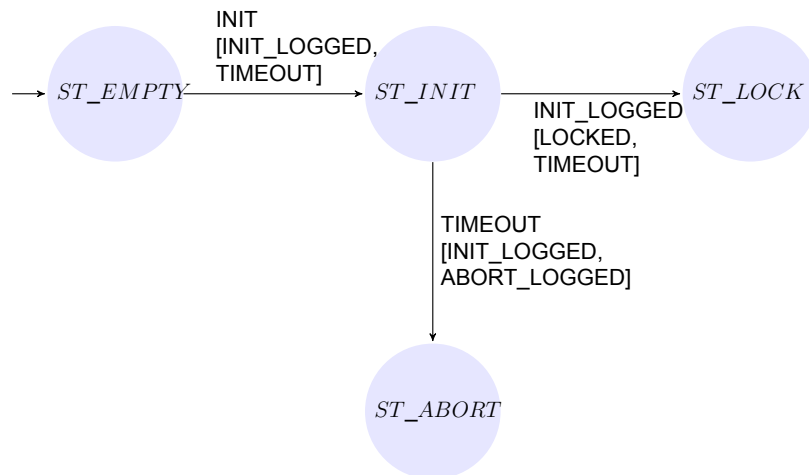 INIT
[INIT_LOGGED,
TIMEOUT]
ST_EMPTY
ST_INIT
ST_LOCK
INIT_LOGGED
[LOCKED,
TIMEOUT]
TIMEOUT
[INIT_LOGGED,
ABORT_LOGGED]
ST_ABORT